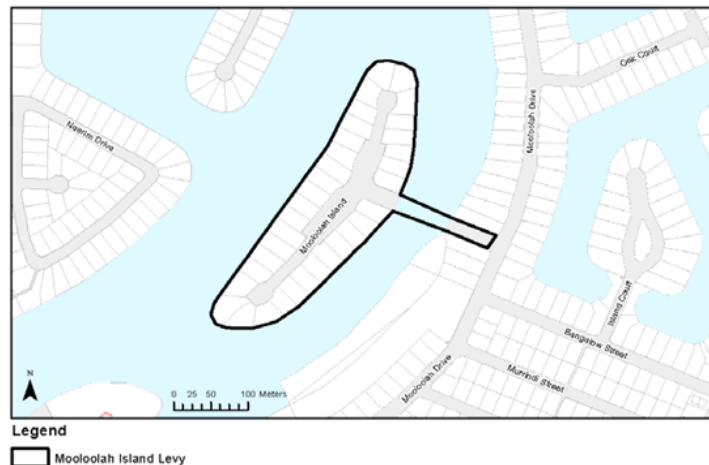 Oak Court
Mooloolah Drive
Neerim Drive
Mooloolah Island
Island Court
Bangalow Street
Murrindi Street
Mooloolah Drive
N
0 25 50 100 Meters
Legend
Mooloolah Island Levy